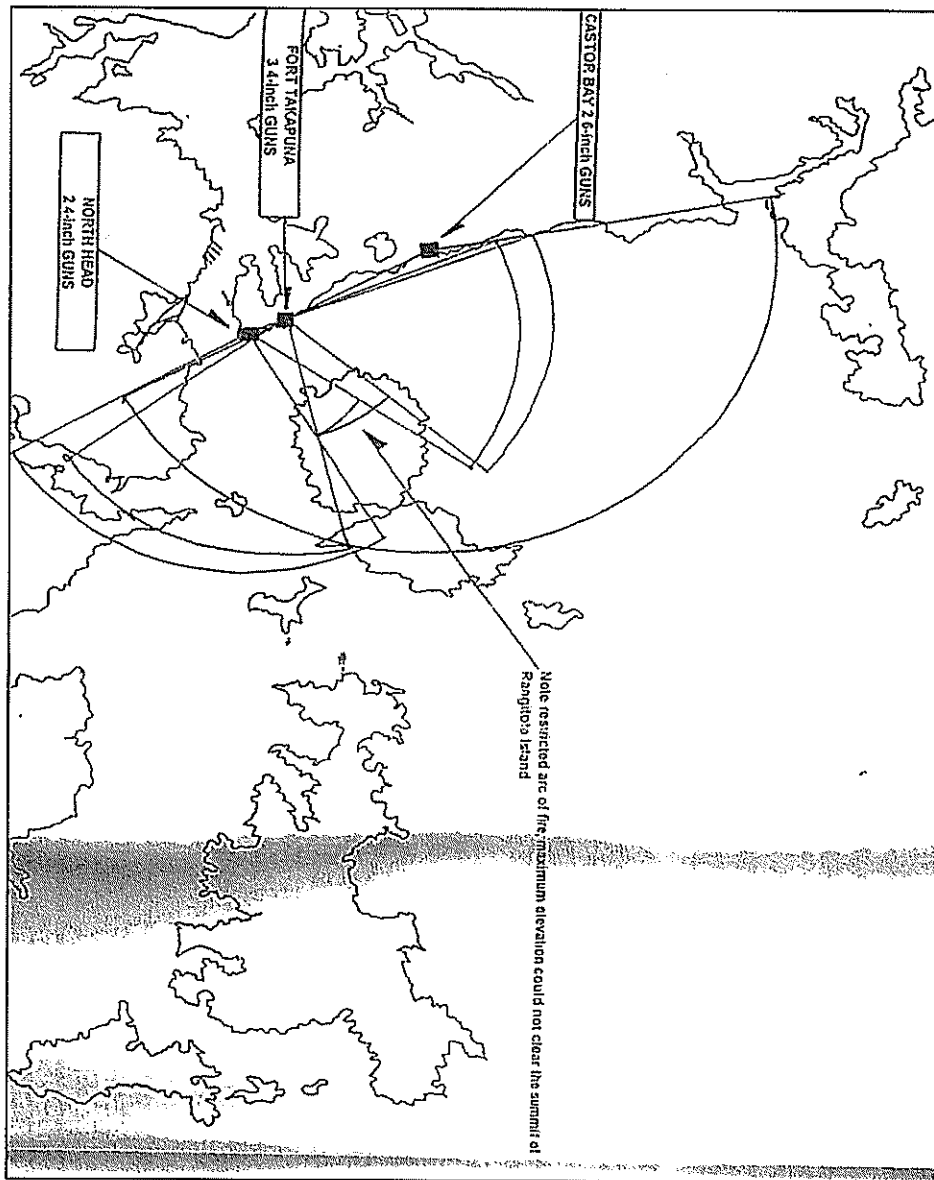 CASTOR BAY 2 6-Inch GUNS
FORT TAKAPUNA
3 4-Inch GUNS
NORTH HEAD
2 4-Inch GUNS
Note restricted arc of fire, maximum elevation could not clear the summit of
Rangitoto Island